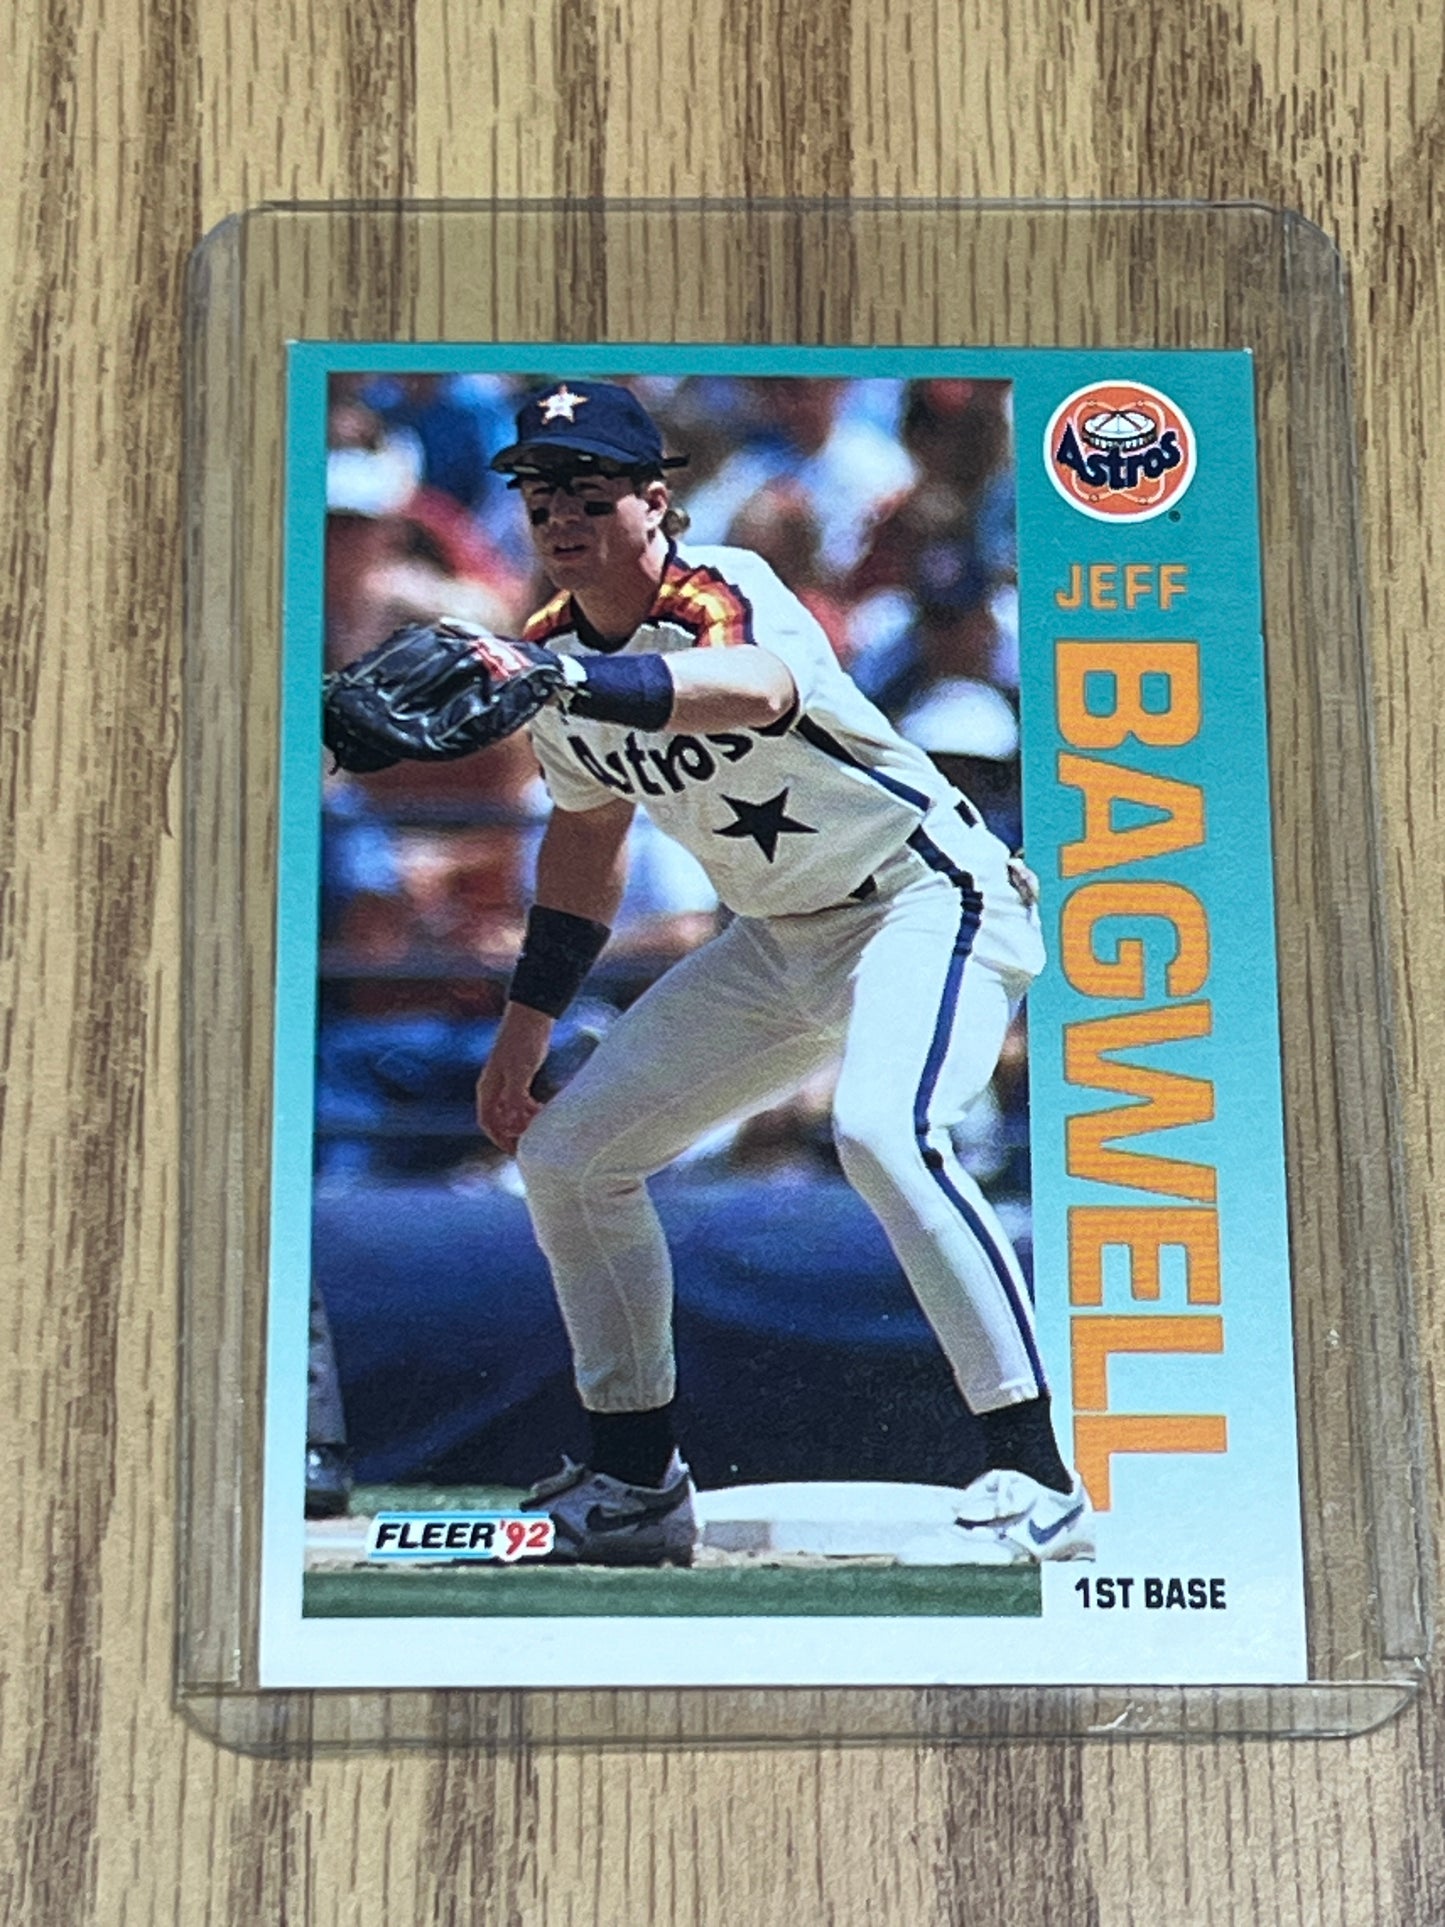 Astros
JEFF
BAGWELL
Astros
FLEER '92
1ST BASE